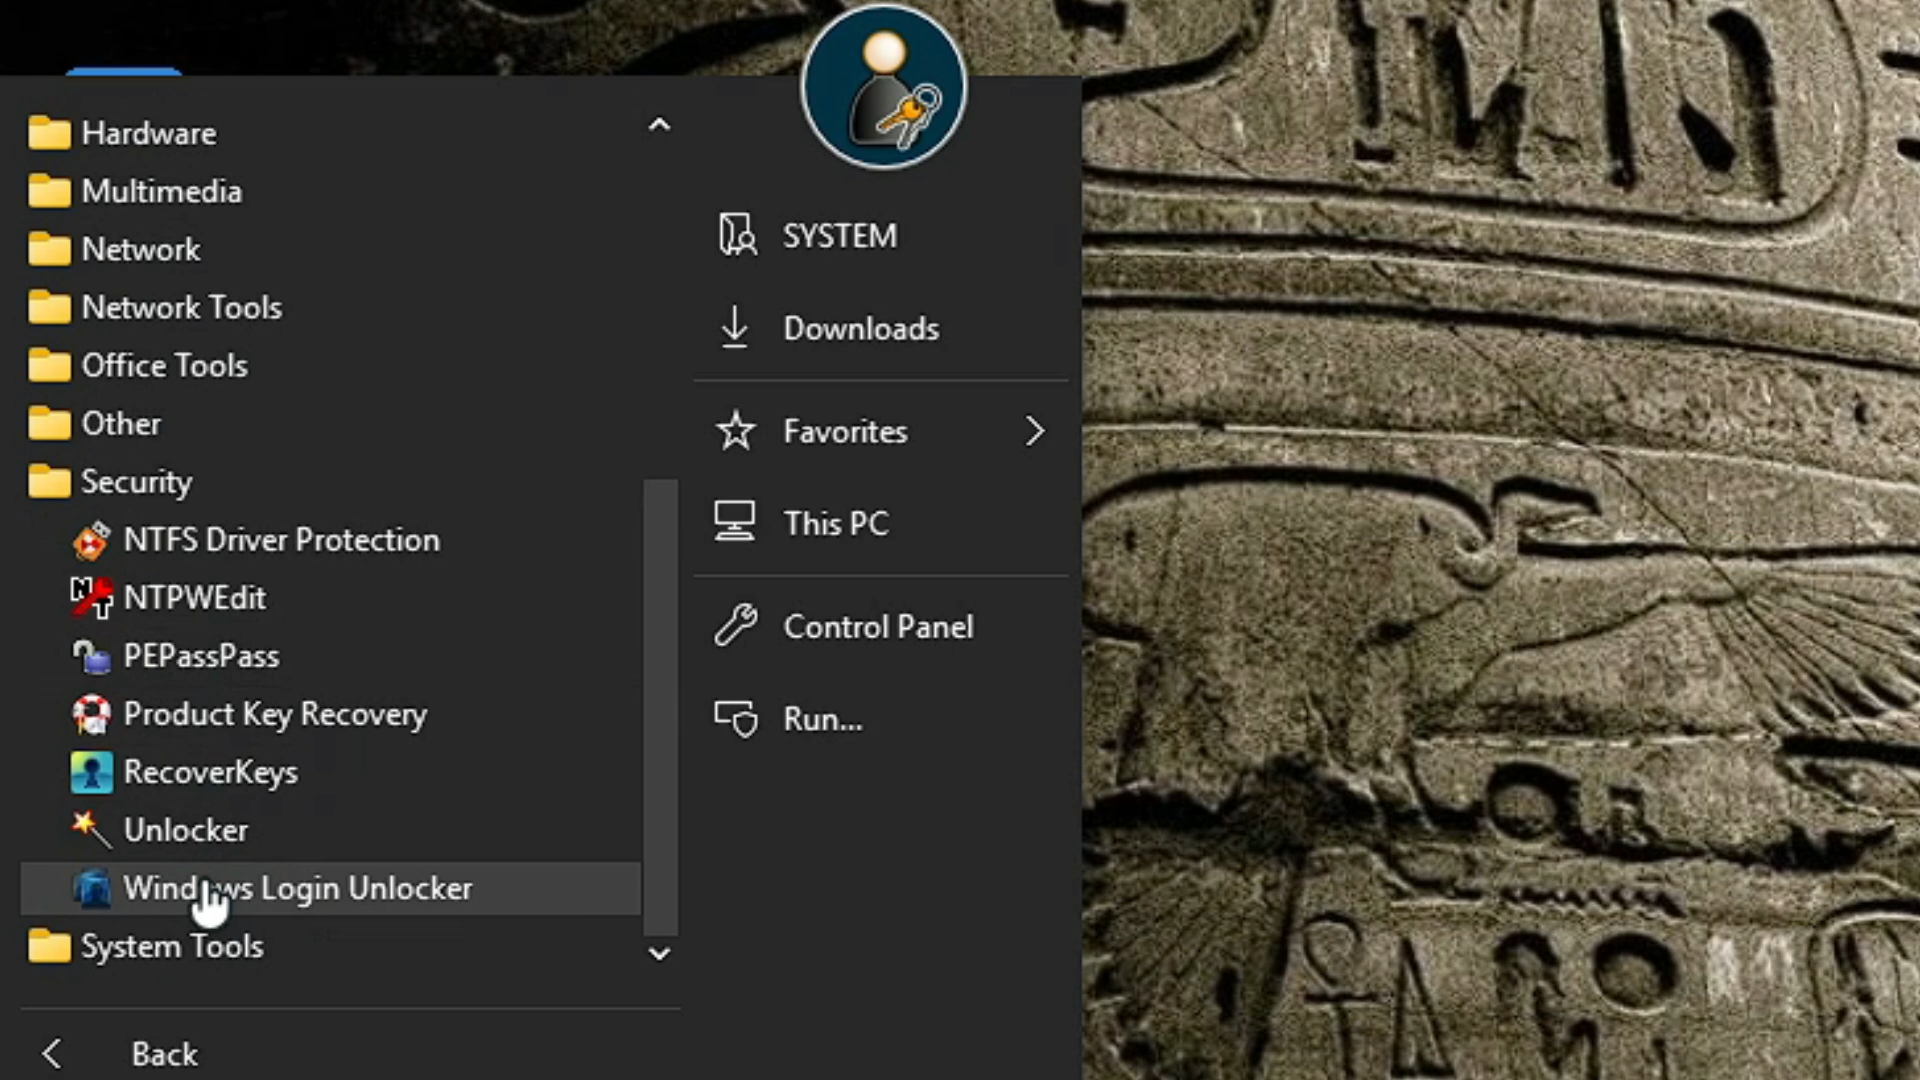 Hardware
Multimedia
Network
Network Tools
Office Tools
Other
Security
NTFS Driver Protection
NTPWEdit
PEPassPass
Product Key Recovery
RecoverKeys
Unlocker
Windows Login Unlocker
System Tools
Back
SYSTEM
Downloads
Favorites
This PC
Control Panel
Run...